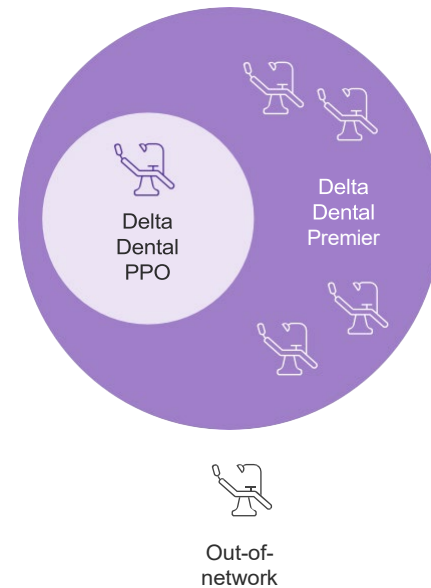 Delta
Dental
PPO
Delta
Dental
Premier
Out-of-
network